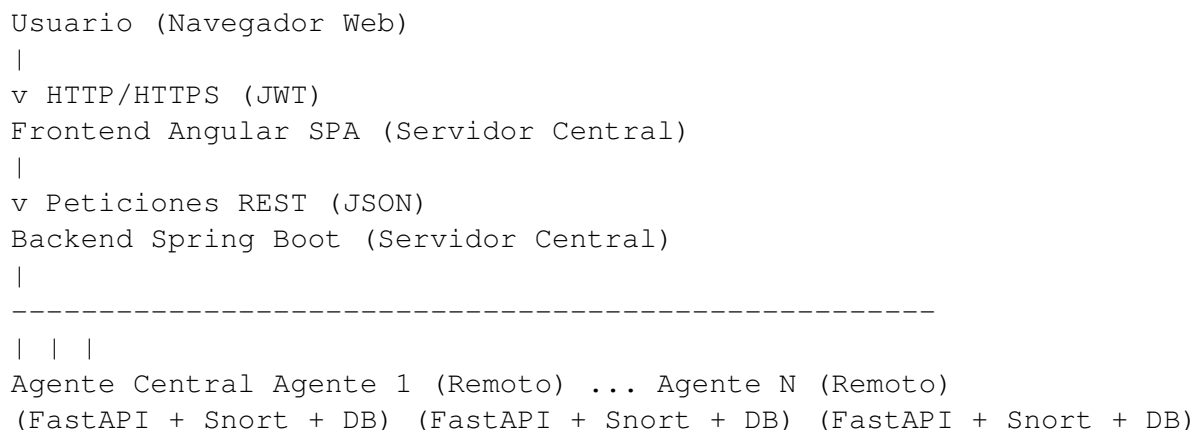 Usuario (Navegador Web)
|
v HTTP/HTTPS (JWT)
Frontend Angular SPA (Servidor Central)
|
v Peticiones REST (JSON)
Backend Spring Boot (Servidor Central)
|
-----------------------------------------------------
| | |
Agente Central Agente 1 (Remoto) ... Agente N (Remoto)
(FastAPI + Snort + DB) (FastAPI + Snort + DB) (FastAPI + Snort + DB)